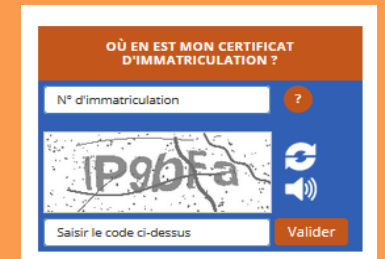 OÙ EN EST MON CERTIFICAT
D'IMMATRICULATION ?
N° d'immatriculation
?
Saisir le code ci-dessus
Valider